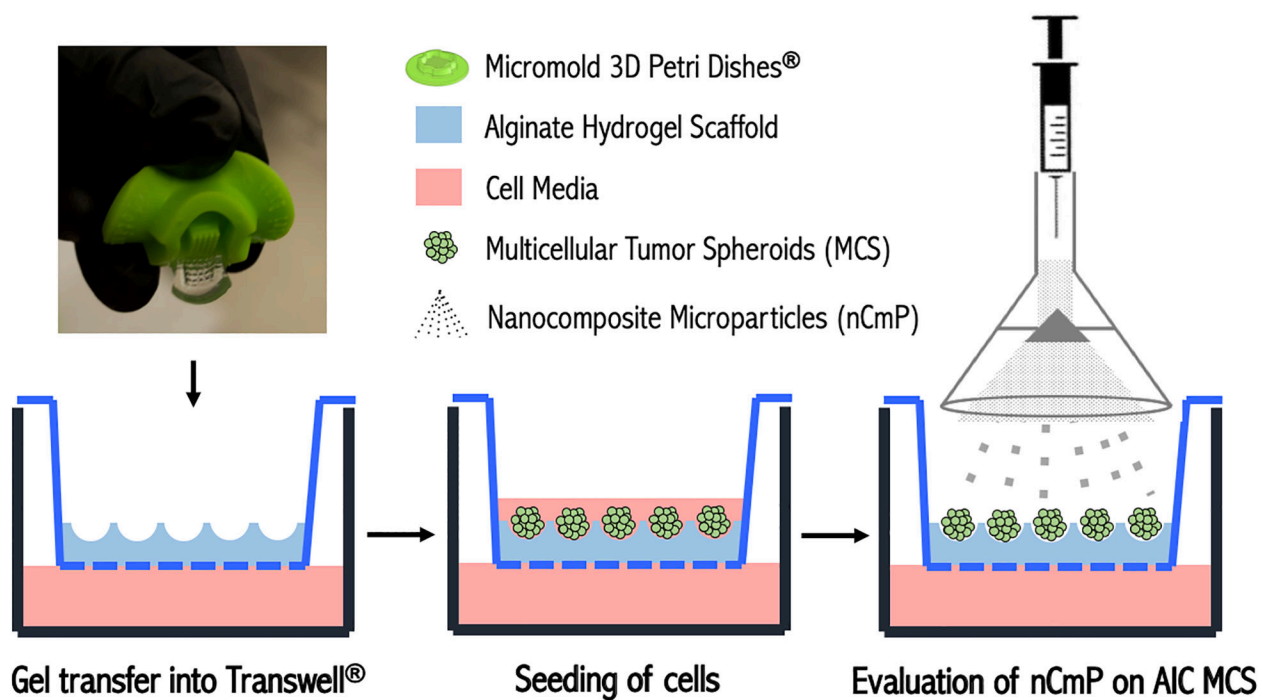 Micromold 3D Petri Dishes®
Alginate Hydrogel Scaffold
Cell Media
Multicellular Tumor Spheroids (MCS)
Nanocomposite Microparticles (nCmP)
Gel transfer into Transwell®
Seeding of cells
Evaluation of nCmP on AIC MCS